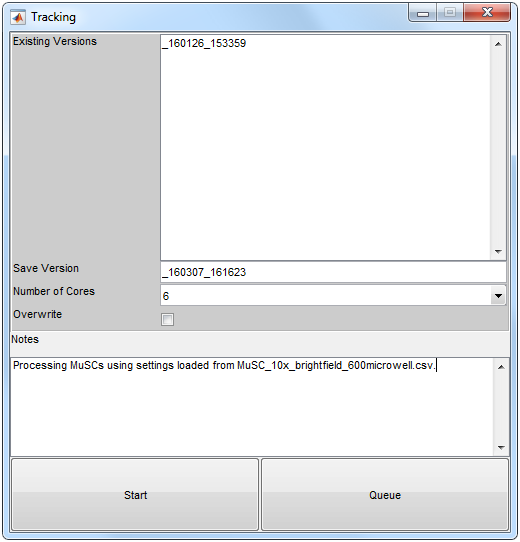 Tracking
Existing Versions
_160126_153359
Save Version
_160307_161623
Number of Cores
6
Overwrite
Notes
Processing MuSCs using settings loaded from MuSC_10x_brightfield_600microwell.csv.
Start
Queue